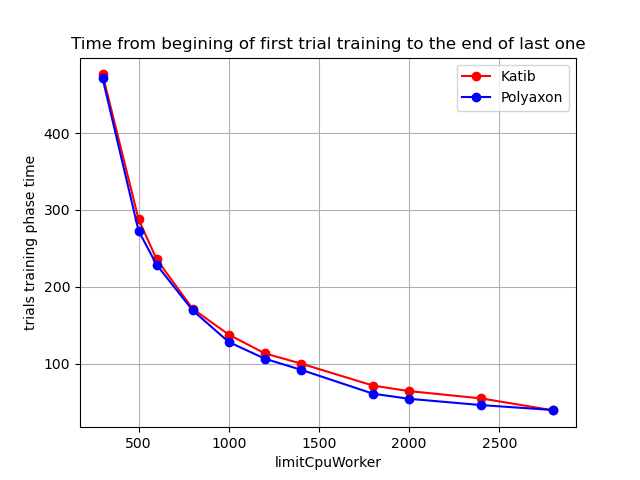 Time from begining of first trial training to the end of last one
Katib
Polyaxon
trials training phase time
400
300
200
100
500
1000
1500
2000
2500
limitCpuWorker